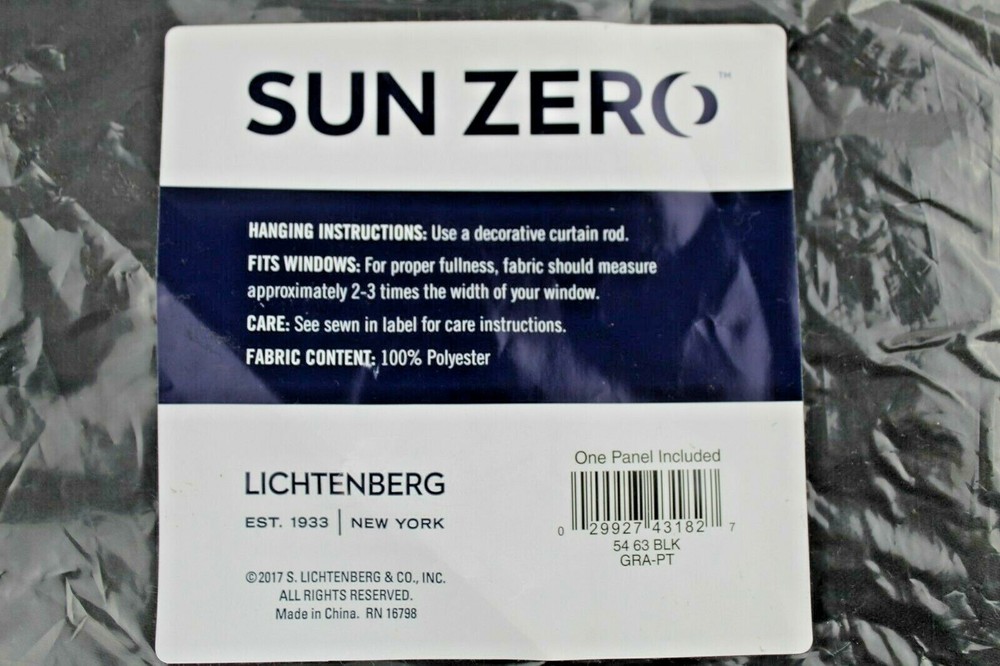 SUN ZERO™
HANGING INSTRUCTIONS: Use a decorative curtain rod.
FITS WINDOWS: For proper fullness, fabric should measure
approximately 2-3 times the width of your window.
CARE: See sewn in label for care instructions.
FABRIC CONTENT: 100% Polyester
LICHTENBERG
EST. 1933 | NEW YORK
©2017 S. LICHTENBERG & CO., INC.
ALL RIGHTS RESERVED.
Made in China. RN 16798
One Panel Included
0 29927 43182 7
54 63 BLK
GRA-PT